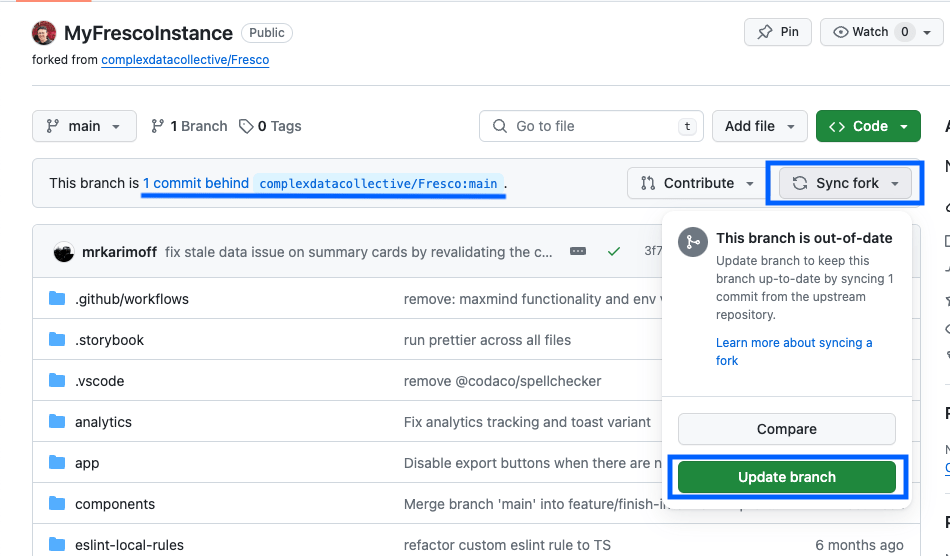 MyFrescoInstance Public Pin Watch 0
forked from complexdatacollective/Fresco
main 1 Branch 0 Tags Go to file t Add file Code
This branch is 1 commit behind complexdatacollective/Fresco:main . Contribute Sync fork
This branch is out-of-date
Update branch to keep this
branch up-to-date by syncing 1
commit from the upstream
repository.
Learn more about syncing a
fork
Compare
Update branch
mrkarimoff fix stale data issue on summary cards by revalidating the c... 3f7
.github/workflows remove: maxmind functionality and env
.storybook run prettier across all files
.vscode remove @codaco/spellchecker
analytics Fix analytics tracking and toast variant
app Disable export buttons when there are
components Merge branch 'main' into feature/finish-
eslint-local-rules refactor custom eslint rule to TS 6 months ago